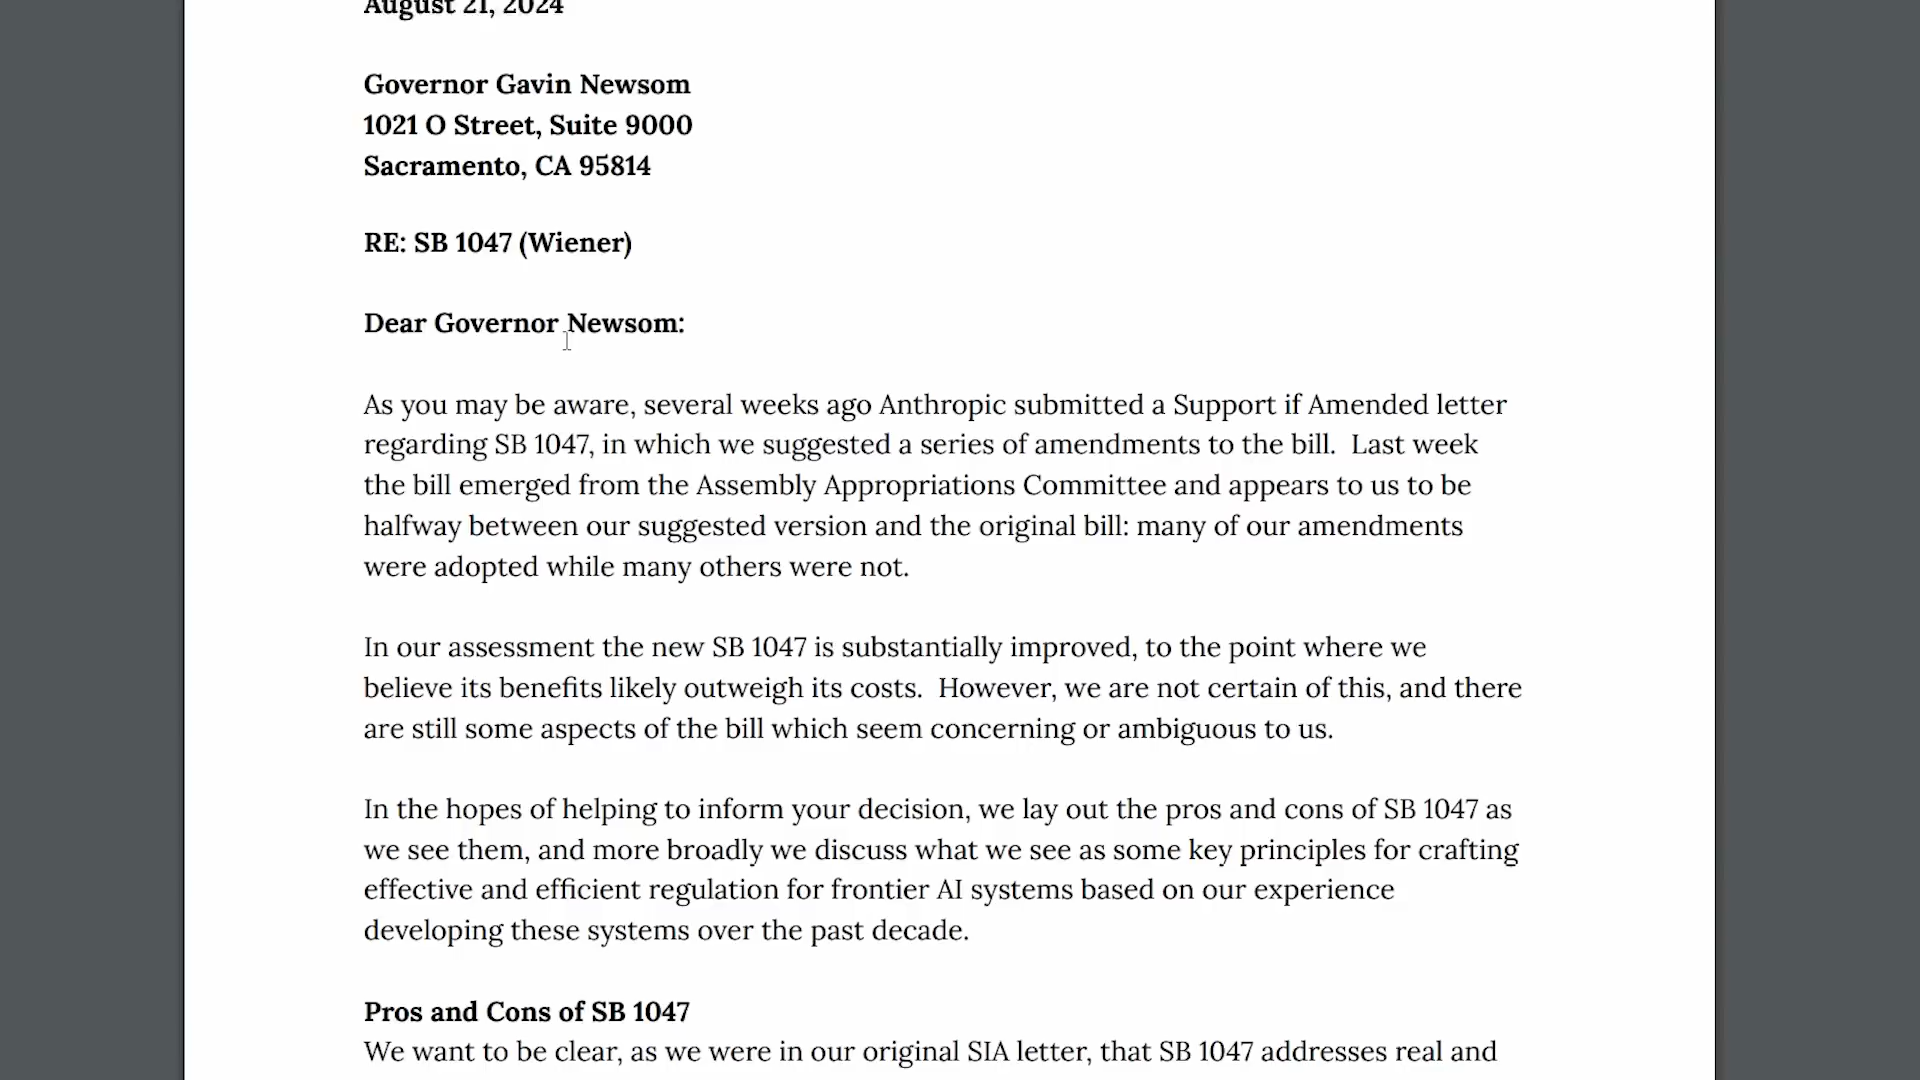 August 21, 2024
Governor Gavin Newsom
1021 O Street, Suite 9000
Sacramento, CA 95814
RE: SB 1047 (Wiener)
Dear Governor Newsom:
As you may be aware, several weeks ago Anthropic submitted a Support if Amended letter
regarding SB 1047, in which we suggested a series of amendments to the bill.  Last week
the bill emerged from the Assembly Appropriations Committee and appears to us to be
halfway between our suggested version and the original bill: many of our amendments
were adopted while many others were not.
In our assessment the new SB 1047 is substantially improved, to the point where we
believe its benefits likely outweigh its costs.  However, we are not certain of this, and there
are still some aspects of the bill which seem concerning or ambiguous to us.
In the hopes of helping to inform your decision, we lay out the pros and cons of SB 1047 as
we see them, and more broadly we discuss what we see as some key principles for crafting
effective and efficient regulation for frontier AI systems based on our experience
developing these systems over the past decade.
Pros and Cons of SB 1047
We want to be clear, as we were in our original SIA letter, that SB 1047 addresses real and